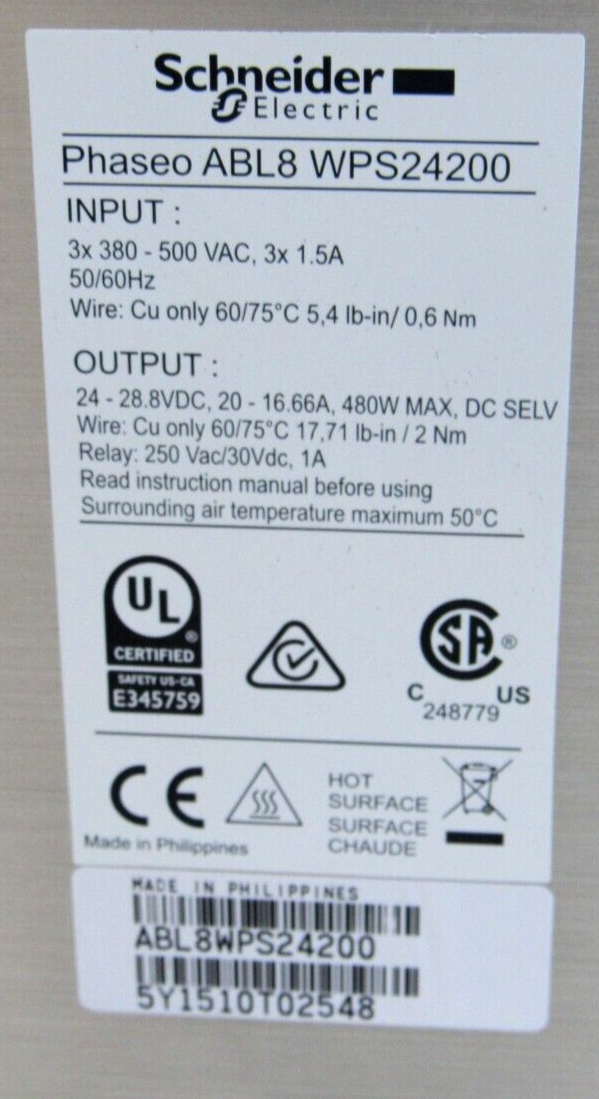 Schneider
Electric
Phaseo ABL8 WPS24200
INPUT :
3x 380 - 500 VAC, 3x 1.5A
50/60Hz
Wire: Cu only 60/75°C 5,4 lb-in/ 0,6 Nm
OUTPUT :
24 - 28.8VDC, 20 - 16.66A, 480W MAX, DC SELV
Wire: Cu only 60/75°C 17,71 lb-in / 2 Nm
Relay: 250 Vac/30Vdc, 1A
Read instruction manual before using
Surrounding air temperature maximum 50°C
UL ®
CERTIFIED
SAFETY US-CA
E345759
SA ®
C US
248779
CE
HOT
SURFACE
SURFACE
CHAUDE
Made in Philippines
MADE IN PHILIPPINES
ABL8WPS24200
5Y1510T02548